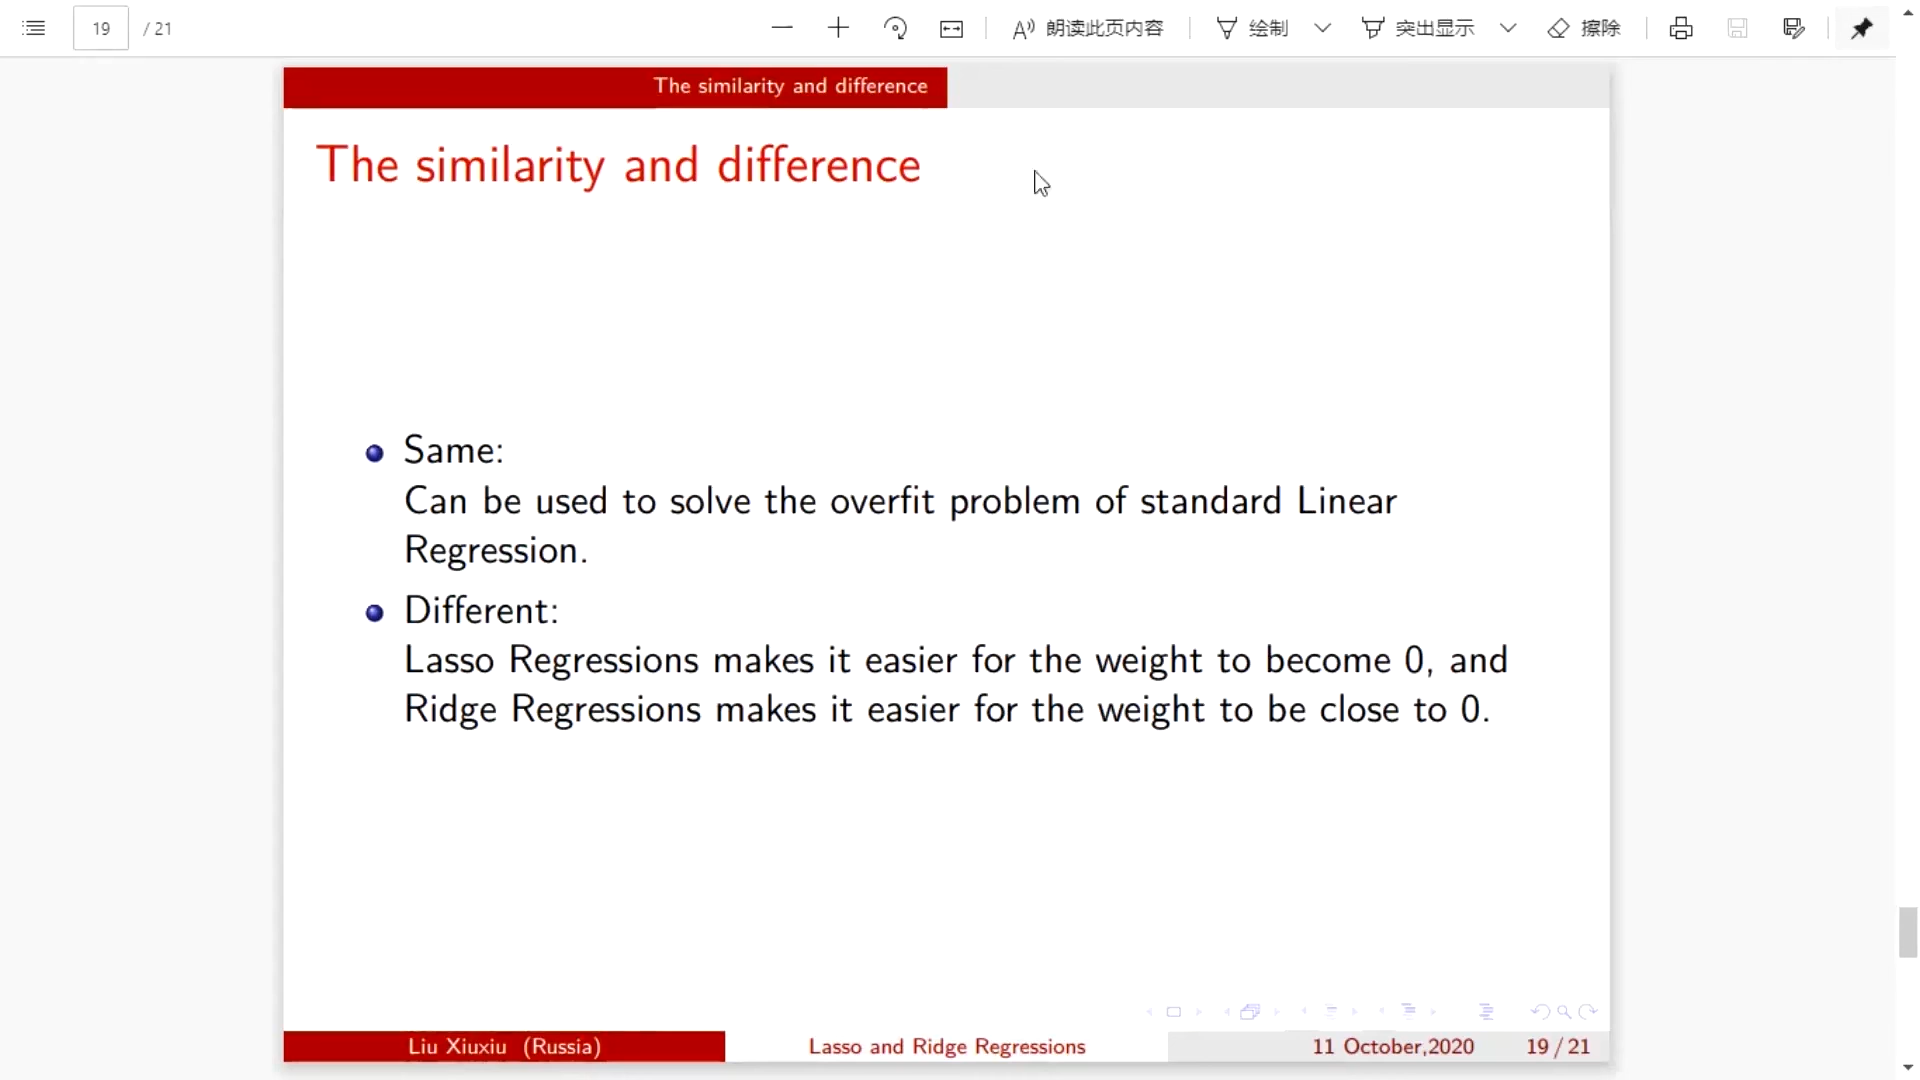 19 / 21
朗读此页内容
绘制
突出显示
擦除
The similarity and difference
The similarity and difference
Same:
Can be used to solve the overfit problem of standard Linear
Regression.
Different:
Lasso Regressions makes it easier for the weight to become 0, and
Ridge Regressions makes it easier for the weight to be close to 0.
Liu Xiuxiu (Russia)
Lasso and Ridge Regressions
11 October,2020
19 / 21